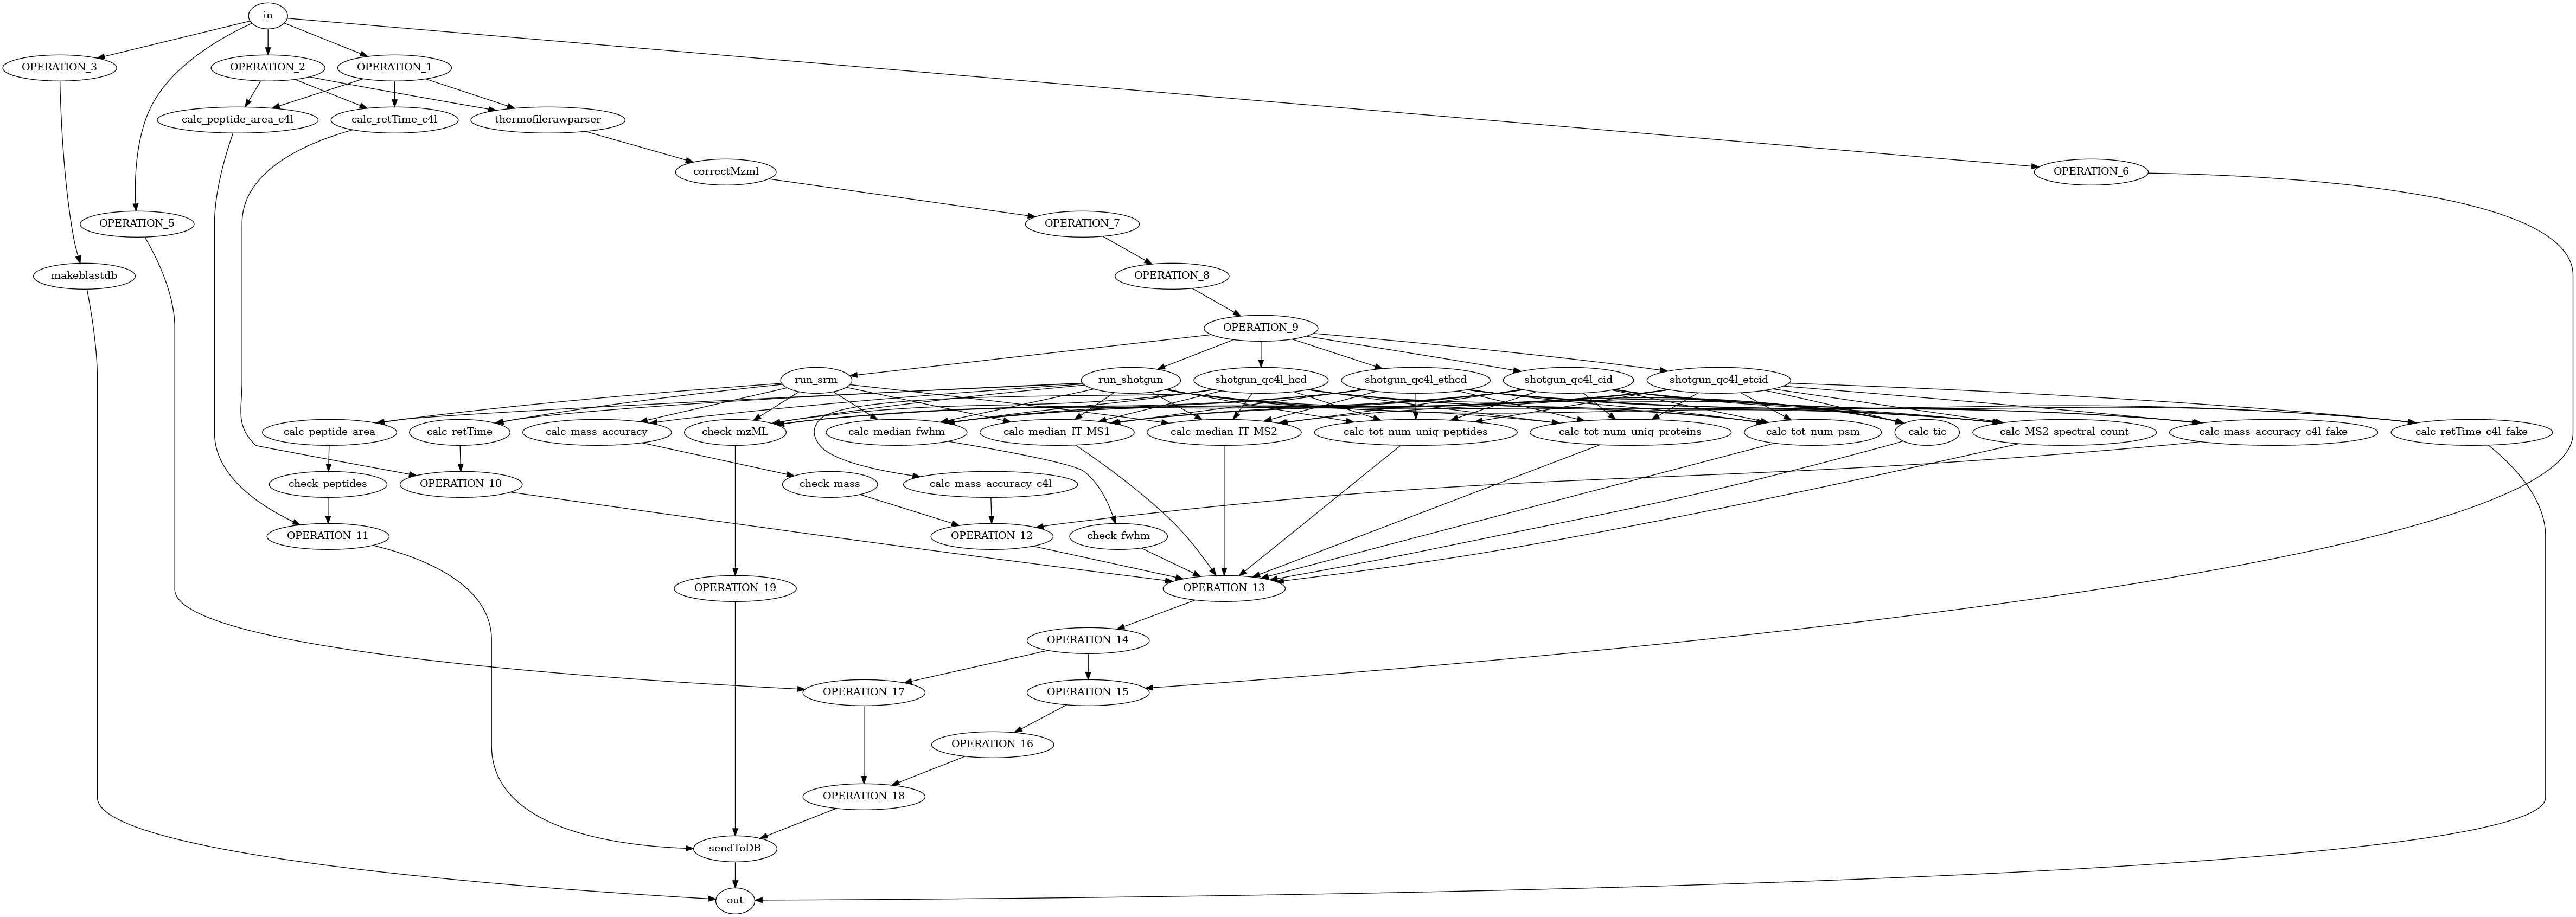 in
OPERATION_3
OPERATION_2
OPERATION_1
calc_peptide_area_c4l
calc_retTime_c4l
thermofilerawparser
correctMzml
OPERATION_6
OPERATION_5
OPERATION_7
makeblastdb
OPERATION_8
OPERATION_9
run_srm
run_shotgun
shotgun_qc4l_hcd
shotgun_qc4l_ethcd
shotgun_qc4l_cid
shotgun_qc4l_etcid
calc_peptide_area
calc_retTime
calc_mass_accuracy
check_mzML
calc_median_fwhm
calc_median_IT_MS1
calc_median_IT_MS2
calc_tot_num_uniq_peptides
calc_tot_num_uniq_proteins
calc_tot_num_psm
calc_tic
calc_MS2_spectral_count
calc_mass_accuracy_c4l_fake
calc_retTime_c4l_fake
check_peptides
OPERATION_10
check_mass
calc_mass_accuracy_c4l
OPERATION_11
OPERATION_12
check_fwhm
OPERATION_19
OPERATION_13
OPERATION_14
OPERATION_17
OPERATION_15
OPERATION_16
OPERATION_18
sendToDB
out